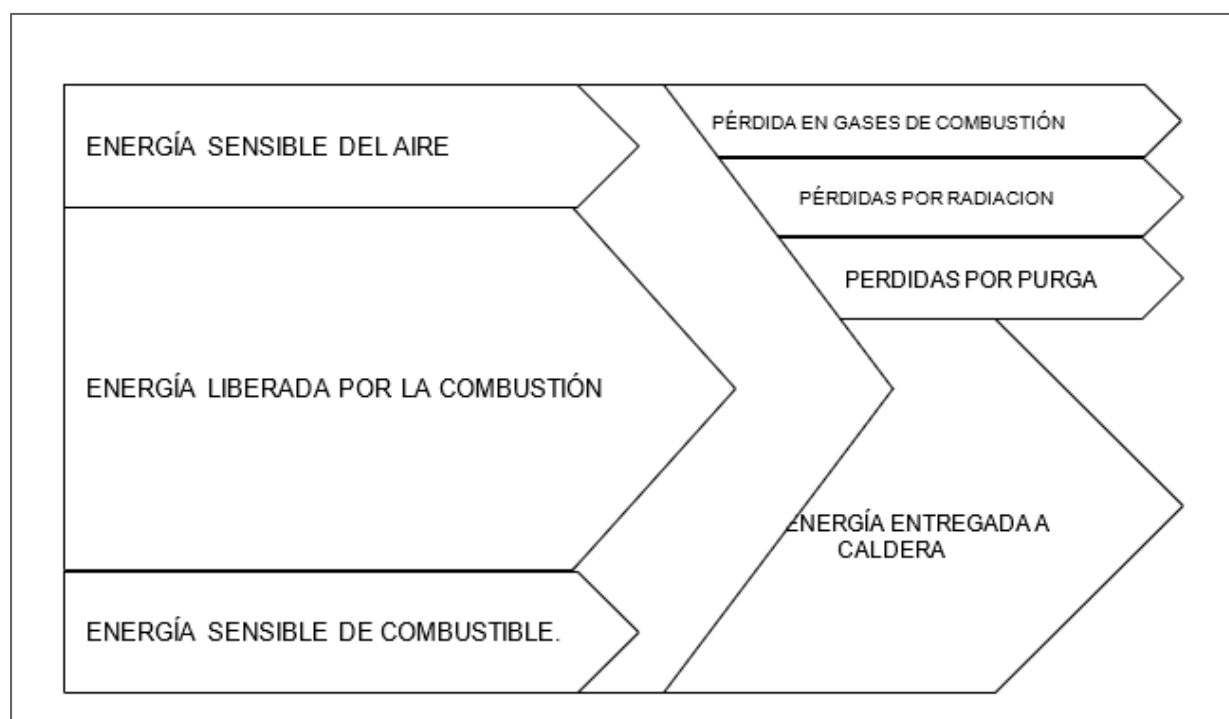 ENERGÍA SENSIBLE DEL AIRE
ENERGÍA LIBERADA POR LA COMBUSTIÓN
ENERGÍA SENSIBLE DE COMBUSTIBLE.
PÉRDIDA EN GASES DE COMBUSTIÓN
PÉRDIDAS POR RADIACION
PERDIDAS POR PURGA
ENERGÍA ENTREGADA A
CALDERA